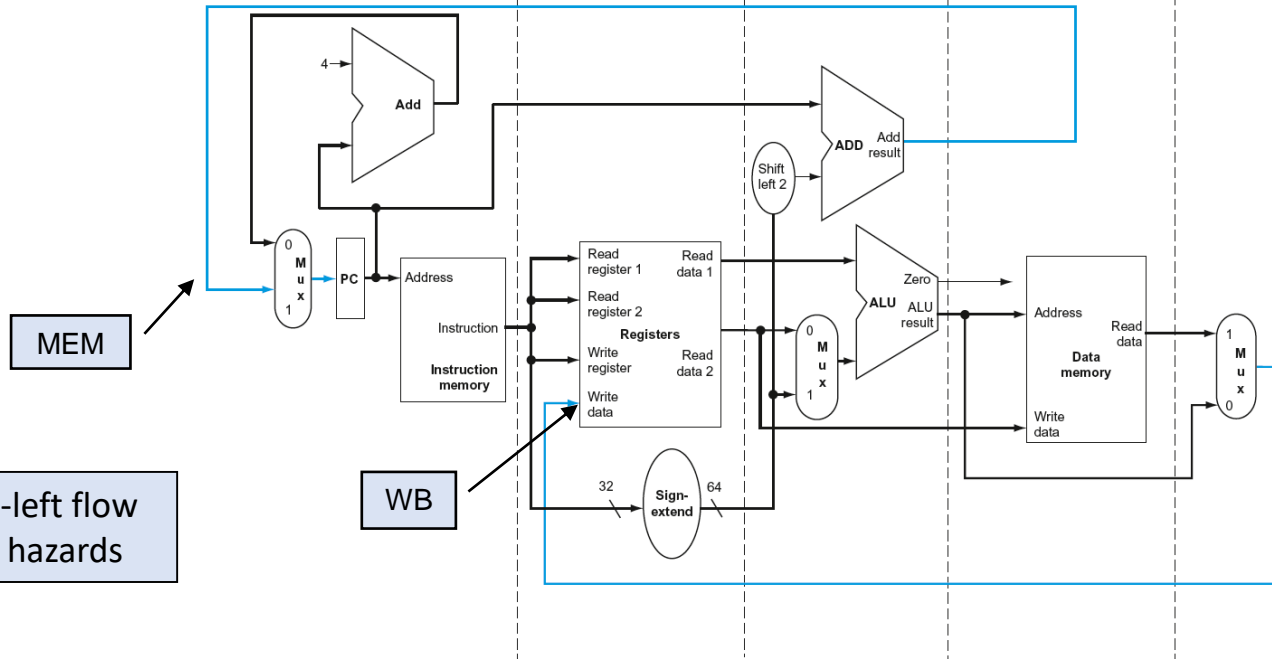 4
Add
ADD
Add
result
Shift
left 2
0
M
u
x
1
PC
Address
Instruction
Instruction
memory
Read
register 1
Read
data 1
Read
register 2
Registers
Write
register
Read
data 2
Write
data
0
M
u
x
1
Zero
ALU
ALU
result
Address
Read
data
Data
memory
Write
data
1
M
u
x
0
MEM
WB
32
Sign-
extend
64
-left flow
hazards